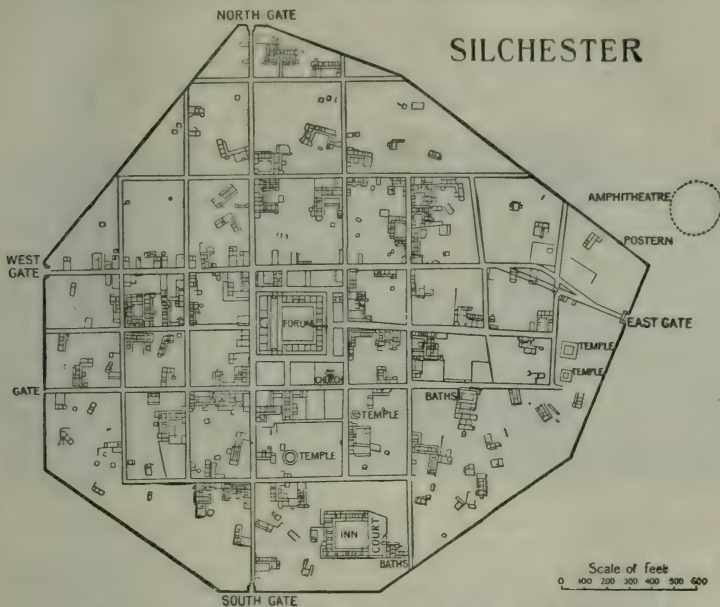 NORTH GATE
SILCHESTER
AMPHITHEATRE
POSTERN
WEST GATE
FORUM
EAST GATE
TEMPLE
TEMPLE
CHURCH
GATE
BATHS
TEMPLE
TEMPLE
INN
COURT
BATHS
SOUTH GATE
Scale of feet
0 100 200 300 400 500 600